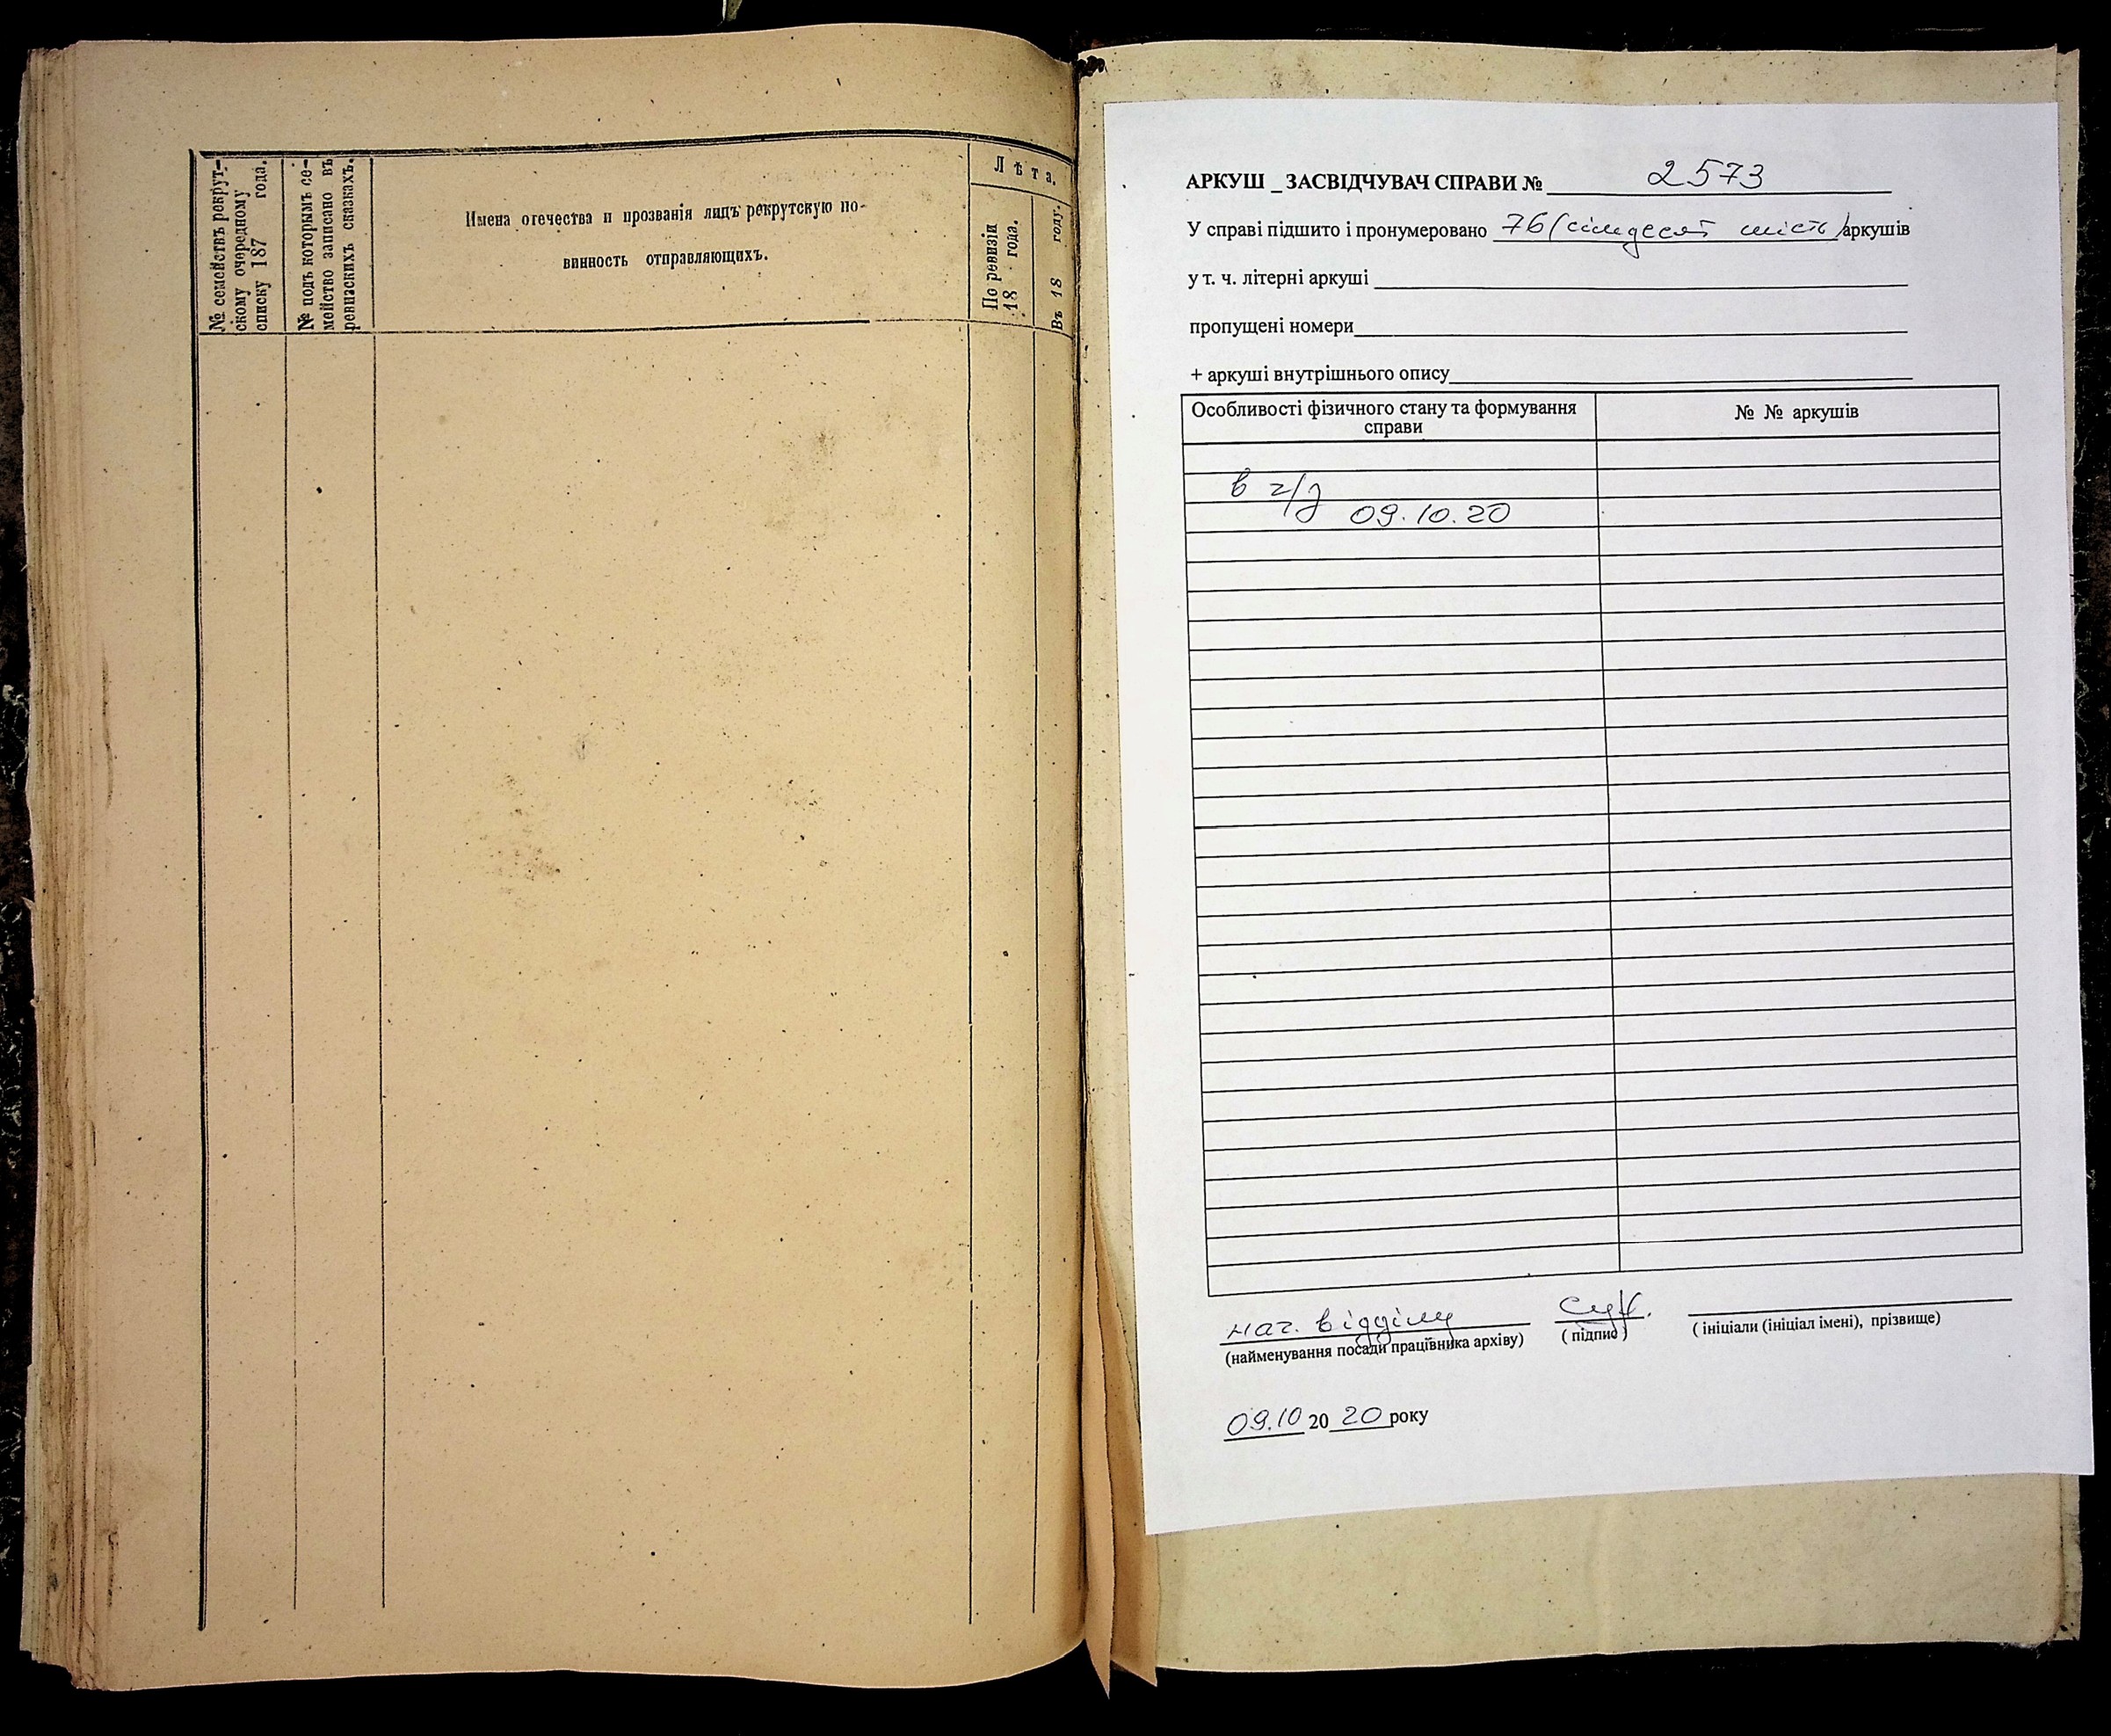 № семействъ рекрут-
скому очередному
списку 187 года.
№ подъ которымъ се-
мейство записано въ
ревизскихъ сказкахъ.
Имена отечества и прозванія лицъ рекрутскую по-
винность отправляющихъ.
Лѣта.
По ревизіи
18 года.
Въ 18 году.
АРКУШ _ ЗАСВІДЧУВАЧ СПРАВИ № 2573
У справі підшито і пронумеровано 76 (сімдесят шість) аркушів
у т. ч. літерні аркуші
пропущені номери
+ аркуші внутрішнього опису
Особливості фізичного стану та формування
справи
№ № аркушів
в г/з
09.10.20
нач. відділу
(найменування посади працівника архіву)
( підпис )
( ініціали (ініціал імені), прізвище)
09.10 20 20 року